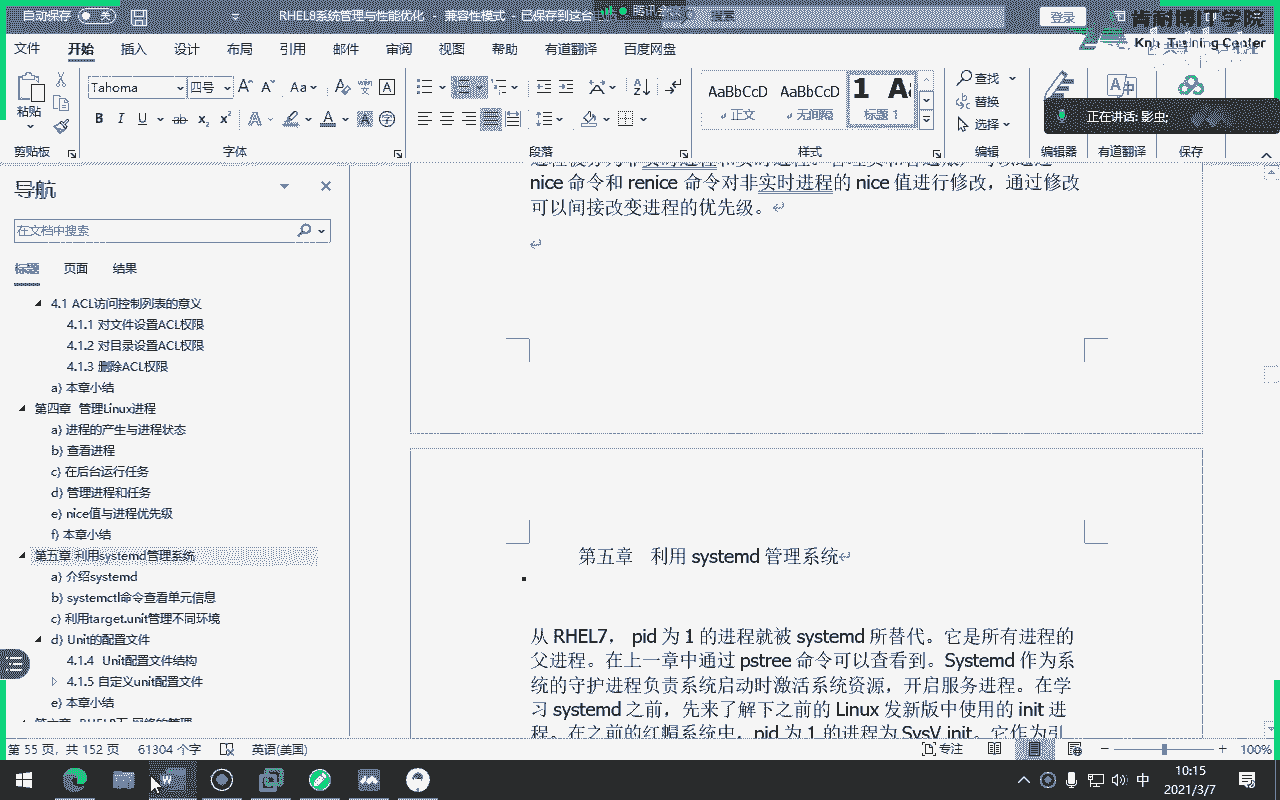 自动保存 关
RHEL8系统管理与性能优化 - 兼容性模式 - 已保存到这台
腾讯会
搜索
登录
肯耐博IT学院
Knb Training Center
文件 开始 插入 设计 布局 引用 邮件 审阅 视图 帮助 有道翻译 百度网盘
共享
粘贴
Tahoma 四号
AaBbCcD AaBbCcD 1 A
正文 无间隔 标题 1
查找
替换
选择
正在讲话: 影虫;
剪贴板 字体 段落 样式 编辑 编辑器 有道翻译 保存
导航
在文档中搜索
标题 页面 结果
4.1 ACL访问控制列表的意义
4.1.1 对文件设置ACL权限
4.1.2 对目录设置ACL权限
4.1.3 删除ACL权限
a) 本章小结
第四章 管理Linux进程
a) 进程的产生与进程状态
b) 查看进程
c) 在后台运行任务
d) 管理进程和任务
e) nice值与进程优先级
f) 本章小结
第五章 利用systemd管理系统
a) 介绍systemd
b) systemctl命令查看单元信息
c) 利用target.unit管理不同环境
d) Unit的配置文件
4.1.4 Unit配置文件结构
4.1.5 自定义unit配置文件
e) 本章小结
nice 命令和 renice 命令对非实时进程的 nice 值进行修改，通过修改
可以间接改变进程的优先级。
第五章 利用 systemd 管理系统
从 RHEL7， pid 为 1 的进程就被 systemd 所替代。它是所有进程的
父进程。在上一章中通过 pstree 命令可以查看到。Systemd 作为系
统的守护进程负责系统启动时激活系统资源，开启服务进程。在学
习 systemd 之前，先来了解下之前的 Linux 发新版中使用的 init 进
程。在之前的红帽系统中，pid 为 1 的进程为 SysV init。它作为引
第 55 页，共 152 页 61304 个字 英语(美国) 专注 100%
中
10:15
2021/3/7